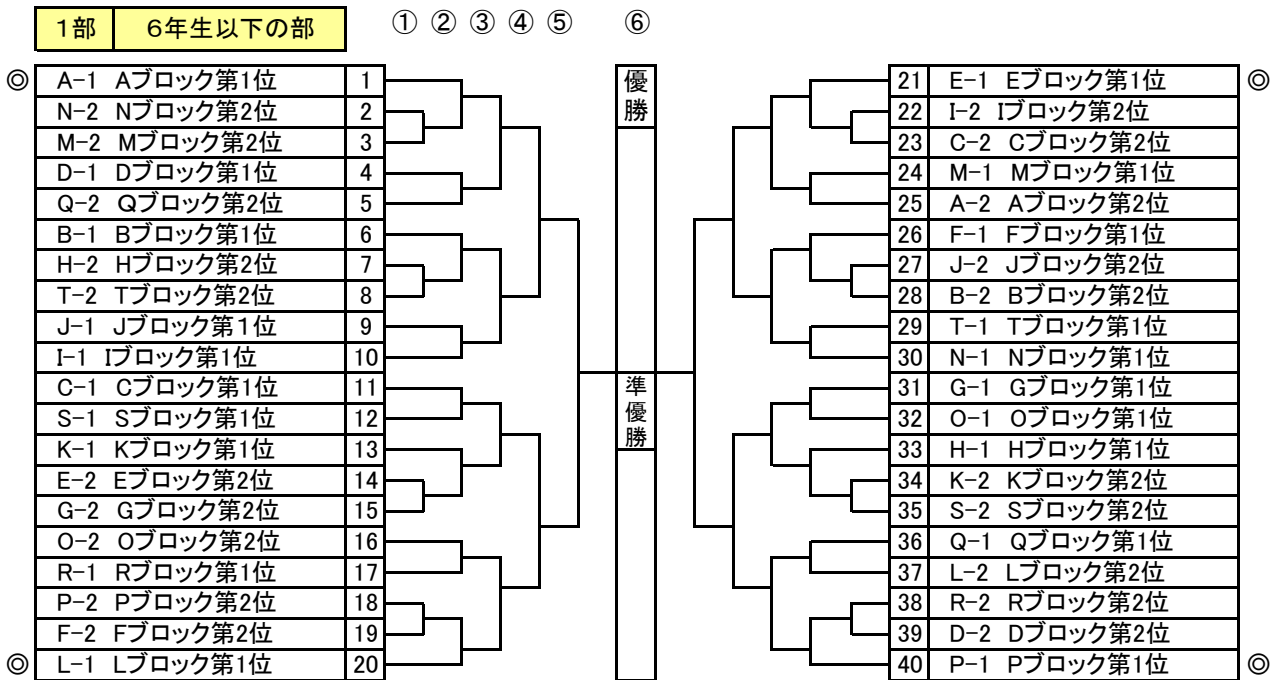 1部 6年生以下の部 ① ② ③ ④ ⑤ ⑥
◎ A-1 Aブロック第1位 1
N-2 Nブロック第2位 2
M-2 Mブロック第2位 3
D-1 Dブロック第1位 4
Q-2 Qブロック第2位 5
B-1 Bブロック第1位 6
H-2 Hブロック第2位 7
T-2 Tブロック第2位 8
J-1 Jブロック第1位 9
I-1 Iブロック第1位 10
C-1 Cブロック第1位 11
S-1 Sブロック第1位 12
K-1 Kブロック第1位 13
E-2 Eブロック第2位 14
G-2 Gブロック第2位 15
O-2 Oブロック第2位 16
R-1 Rブロック第1位 17
P-2 Pブロック第2位 18
F-2 Fブロック第2位 19
◎ L-1 Lブロック第1位 20
優勝
準優勝
21 E-1 Eブロック第1位 ◎
22 I-2 Iブロック第2位
23 C-2 Cブロック第2位
24 M-1 Mブロック第1位
25 A-2 Aブロック第2位
26 F-1 Fブロック第1位
27 J-2 Jブロック第2位
28 B-2 Bブロック第2位
29 T-1 Tブロック第1位
30 N-1 Nブロック第1位
31 G-1 Gブロック第1位
32 O-1 Oブロック第1位
33 H-1 Hブロック第1位
34 K-2 Kブロック第2位
35 S-2 Sブロック第2位
36 Q-1 Qブロック第1位
37 L-2 Lブロック第2位
38 R-2 Rブロック第2位
39 D-2 Dブロック第2位
40 P-1 Pブロック第1位 ◎